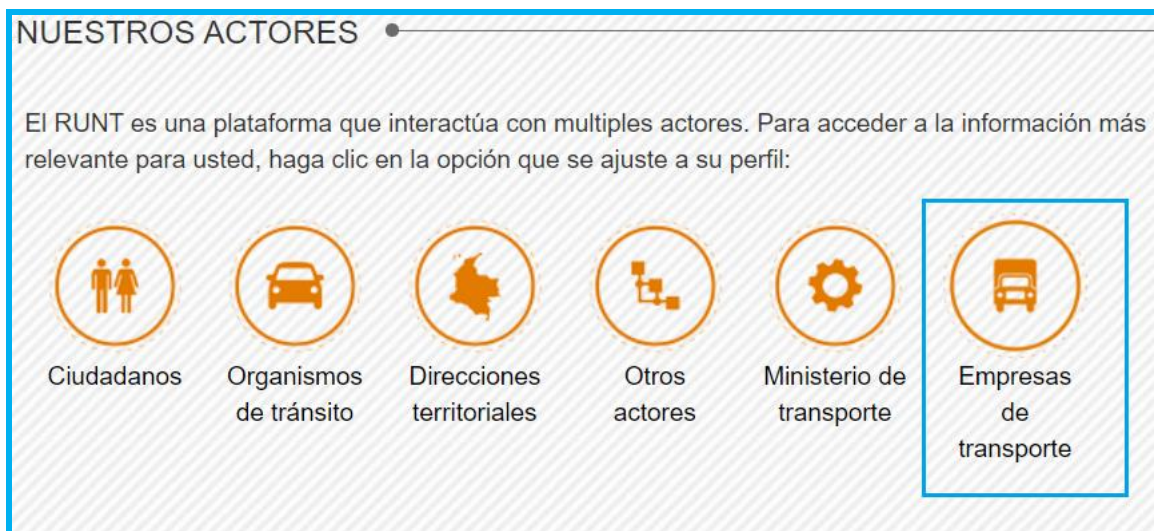 NUESTROS ACTORES
El RUNT es una plataforma que interactúa con multiples actores. Para acceder a la información más
relevante para usted, haga clic en la opción que se ajuste a su perfil:
Ciudadanos
Organismos
de tránsito
Direcciones
territoriales
Otros
actores
Ministerio de
transporte
Empresas
de
transporte